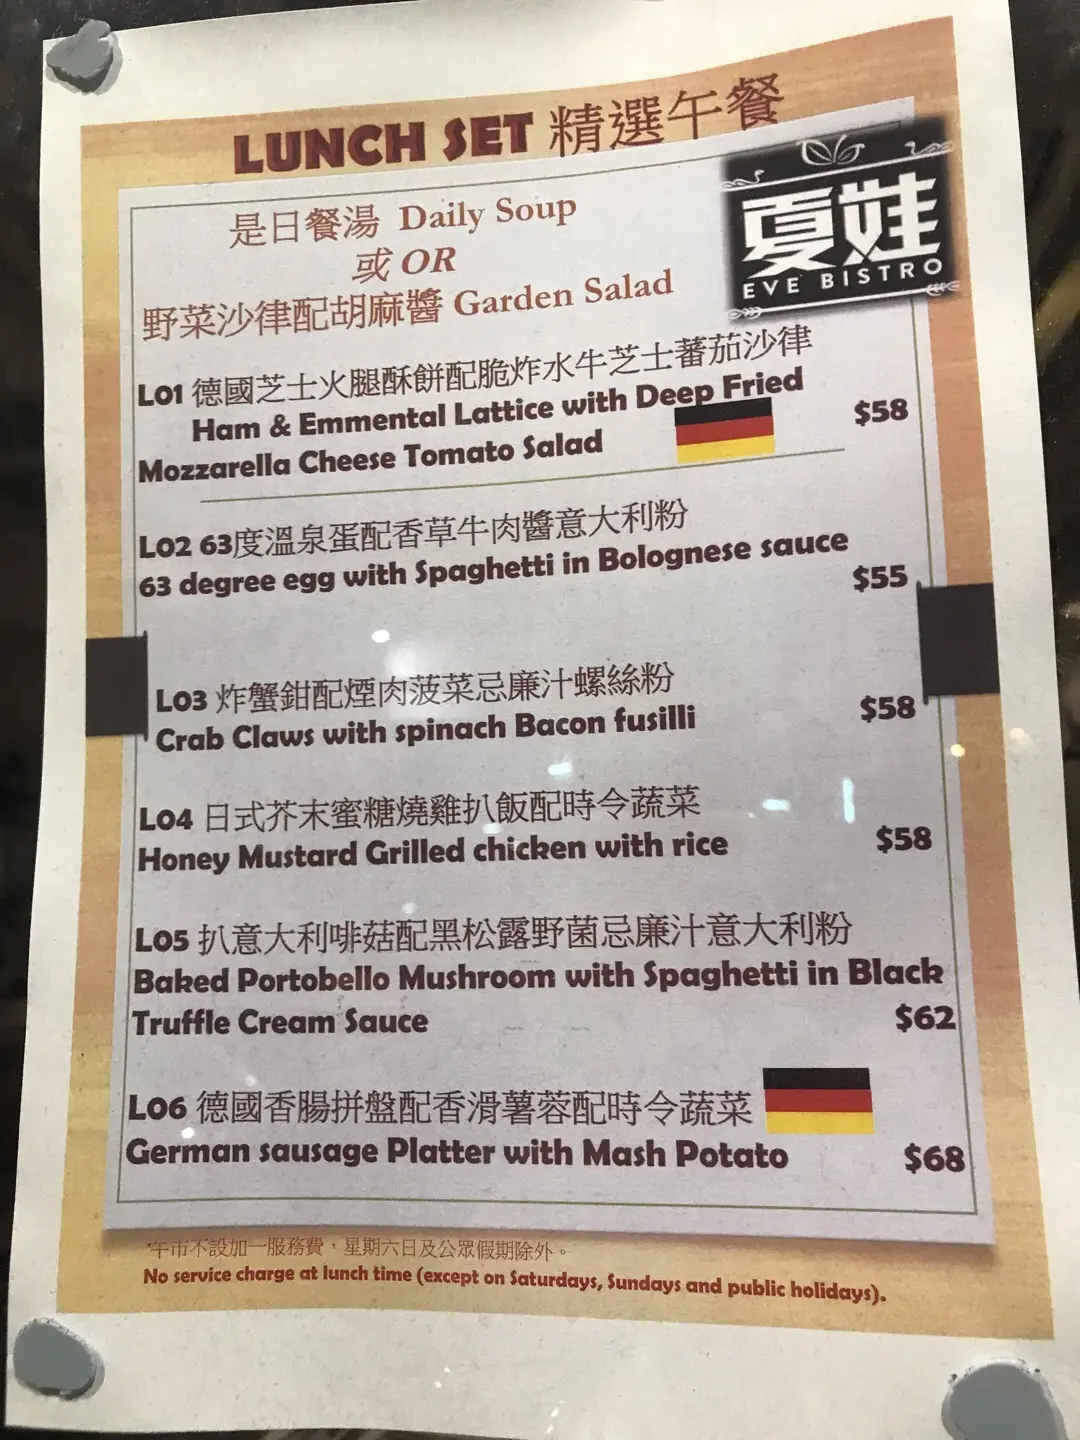 LUNCH SET 精選午餐
夏娃
EVE BISTRO
是日餐湯 Daily Soup
或 OR
野菜沙律配胡麻醬 Garden Salad
L01 德國芝士火腿酥餅配脆炸水牛芝士蕃茄沙律
Ham & Emmental Lattice with Deep Fried
Mozzarella Cheese Tomato Salad
$58
L02 63度溫泉蛋配香草牛肉醬意大利粉
63 degree egg with Spaghetti in Bolognese sauce
$55
L03 炸蟹鉗配煙肉菠菜忌廉汁螺絲粉
Crab Claws with spinach Bacon fusilli
$58
L04 日式芥末蜜糖燒雞扒飯配時令蔬菜
Honey Mustard Grilled chicken with rice
$58
L05 扒意大利啡菇配黑松露野菌忌廉汁意大利粉
Baked Portobello Mushroom with Spaghetti in Black
Truffle Cream Sauce
$62
L06 德國香腸拼盤配香滑薯蓉配時令蔬菜
German sausage Platter with Mash Potato
$68
*午市不設加一服務費，星期六日及公眾假期除外。
No service charge at lunch time (except on Saturdays, Sundays and public holidays).